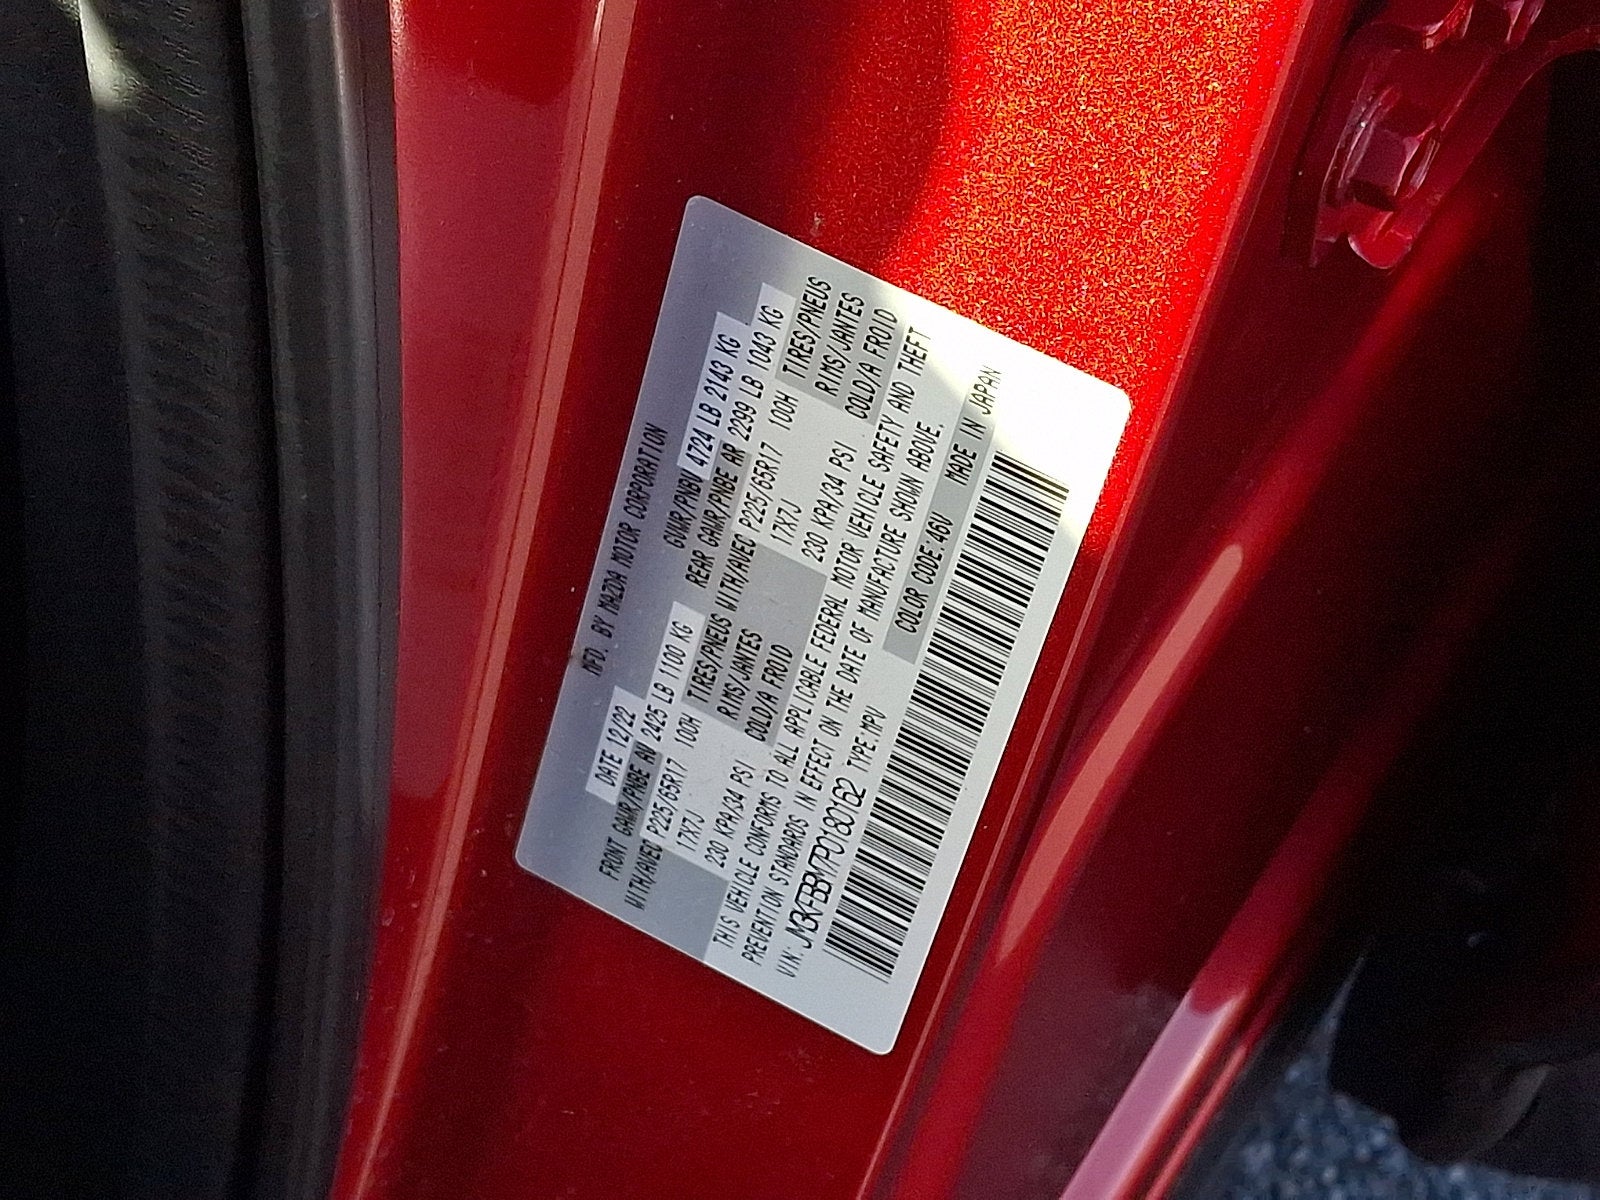 MFD. BY MAZDA MOTOR CORPORATION
DATE 12/22 GVWR/PNBV 4724 LB 2143 KG
FRONT GAWR/PNBE AV 2425 LB 1100 KG REAR GAWR/PNBE AR 2299 LB 1043 KG
WITH/AVEC P225/65R17 100H TIRES/PNEUS WITH/AVEC P225/65R17 100H TIRES/PNEUS
17X7J RIMS/JANTES 17X7J RIMS/JANTES
230 KPA/34 PSI COLD/A FROID 230 KPA/34 PSI COLD/A FROID
THIS VEHICLE CONFORMS TO ALL APPLICABLE FEDERAL MOTOR VEHICLE SAFETY AND THEFT
PREVENTION STANDARDS IN EFFECT ON THE DATE OF MANUFACTURE SHOWN ABOVE.
VIN: JM3KFBBM7P0180162 TYPE:MPV COLOR CODE:46V MADE IN JAPAN